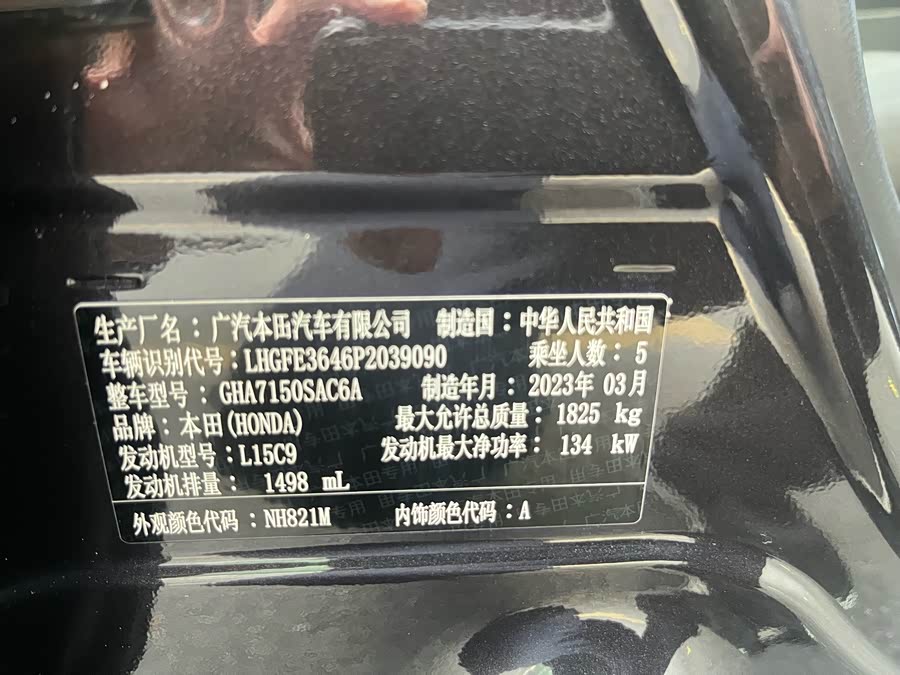 生产厂名：广汽本田汽车有限公司 制造国：中华人民共和国
车辆识别代号：LHGFE3646P2039090 乘坐人数：5
整车型号：GHA7150SAC6A 制造年月：2023年 03月
品牌：本田(HONDA) 最大允许总质量：1825 kg
发动机型号：L15C9 发动机最大净功率：134 kW
发动机排量：1498 mL
外观颜色代码：NH821M 内饰颜色代码：A